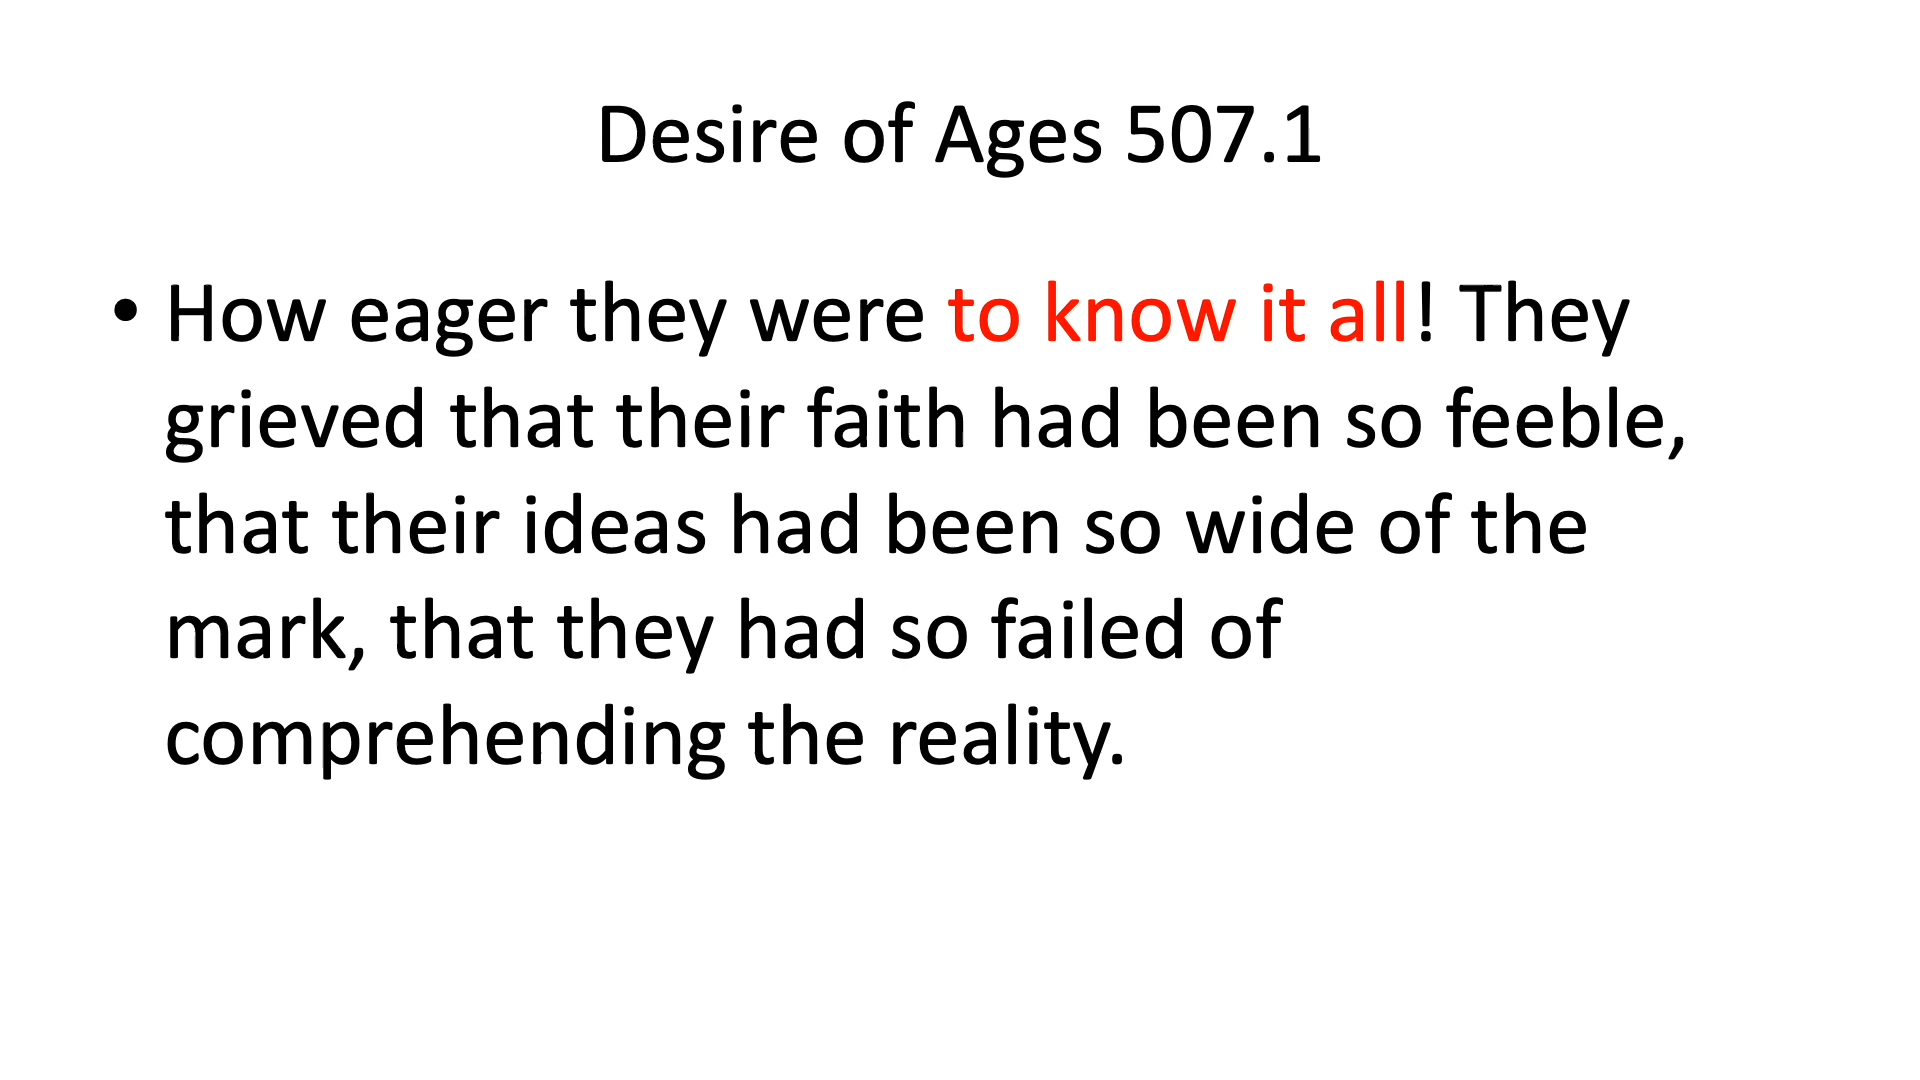 Desire of Ages 507.1
• How eager they were to know it all! They
grieved that their faith had been so feeble,
that their ideas had been so wide of the
mark, that they had so failed of
comprehending the reality.